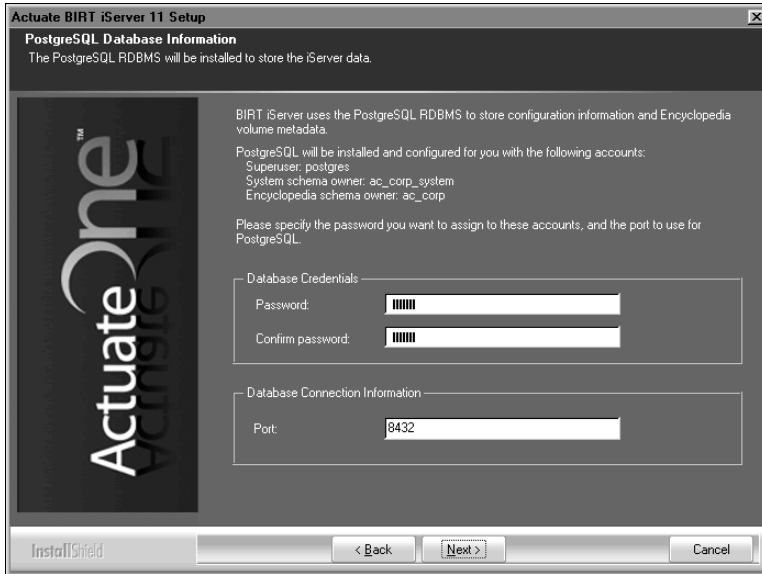 Actuate BIRT iServer 11 Setup
PostgreSQL Database Information
The PostgreSQL RDBMS will be installed to store the iServer data.
ActuateOne™
BIRT iServer uses the PostgreSQL RDBMS to store configuration information and Encyclopedia
volume metadata.
PostgreSQL will be installed and configured for you with the following accounts:
Superuser: postgres
System schema owner: ac_corp_system
Encyclopedia schema owner: ac_corp
Please specify the password you want to assign to these accounts, and the port to use for
PostgreSQL.
Database Credentials
Password:
Confirm password:
Database Connection Information
Port: 8432
InstallShield
< Back Next > Cancel